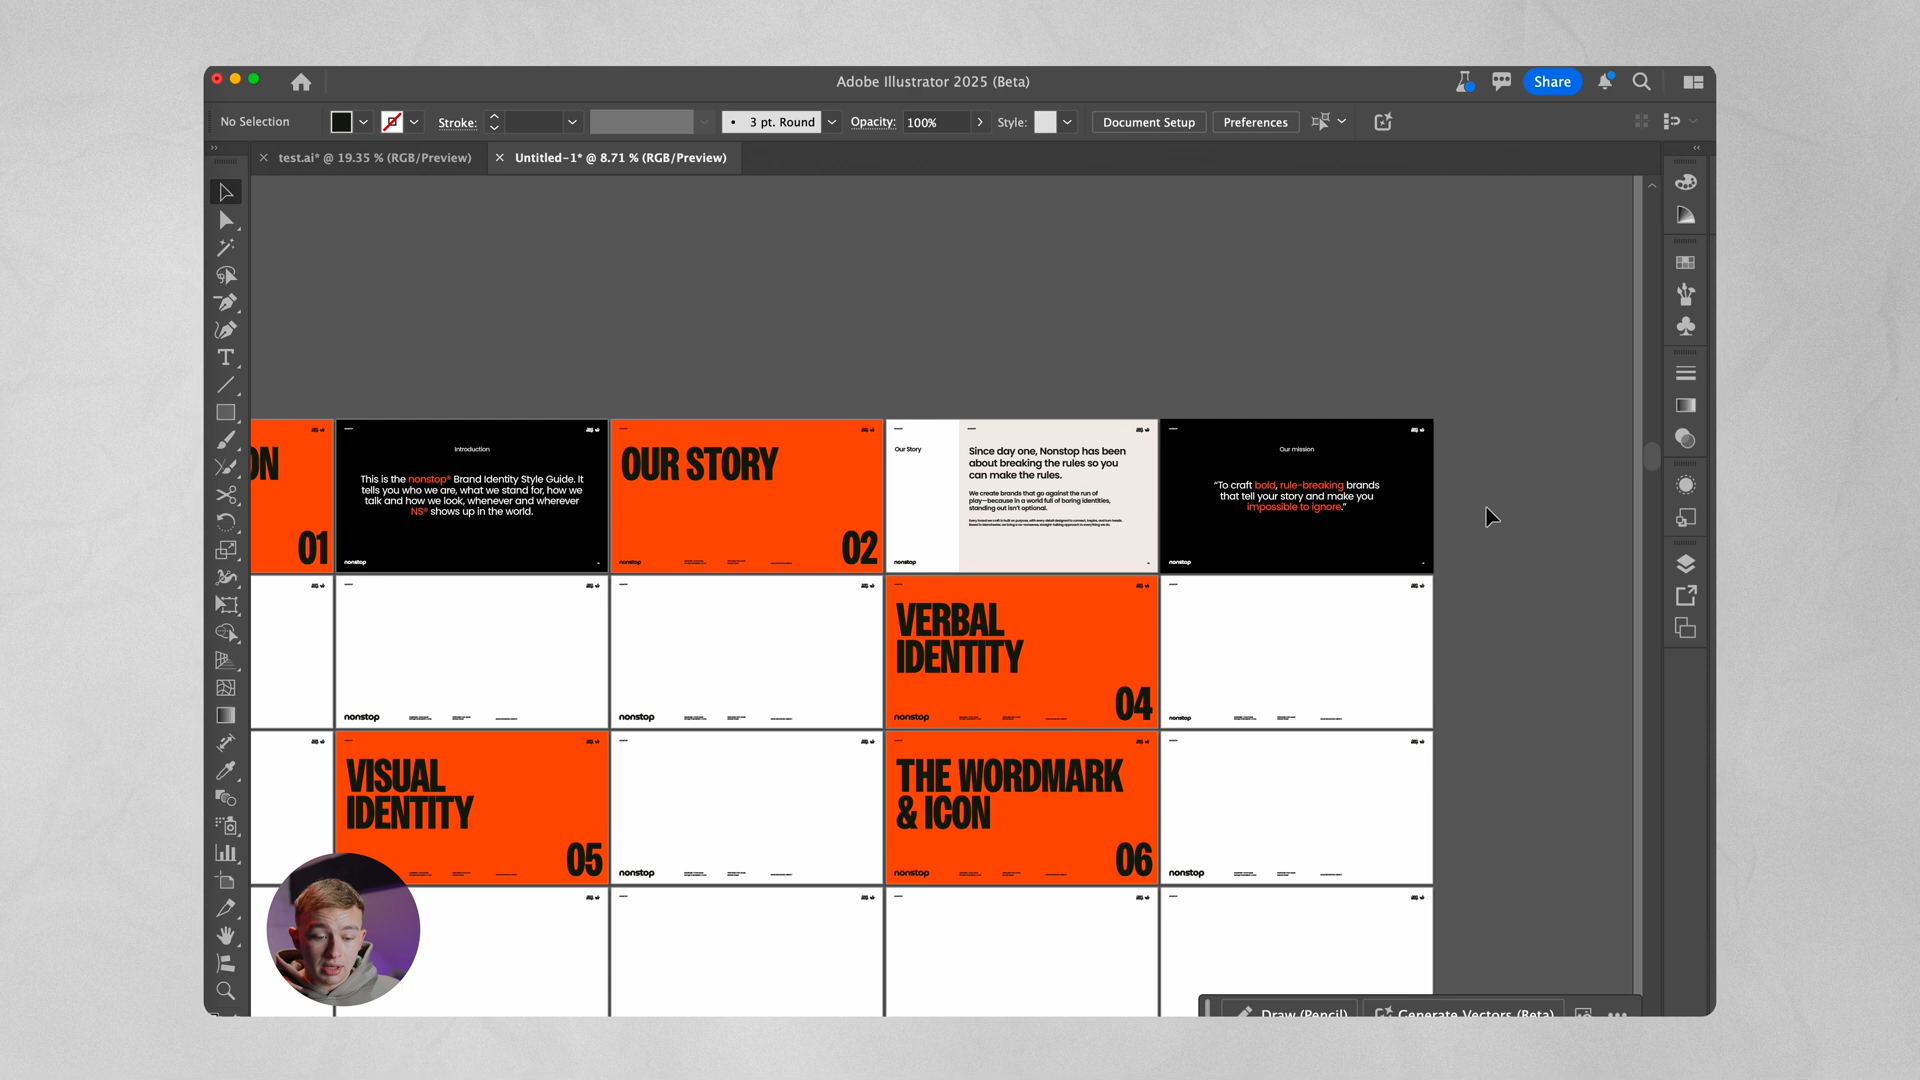 Adobe Illustrator 2025 (Beta)
Share
No Selection
Stroke:
3 pt. Round
Opacity:
100%
Style:
Document Setup
Preferences
test.ai* @ 19.35 % (RGB/Preview)
Untitled-1* @ 8.71 % (RGB/Preview)
ON
01
Introduction
This is the nonstop® Brand Identity Style Guide. It
tells you who we are, what we stand for, how we
talk and how we look, whenever and wherever
NS® shows up in the world.
nonstop
OUR STORY
02
nonstop
Our Story
nonstop
Since day one, Nonstop has been
about breaking the rules so you
can make the rules.
We create brands that go against the run of
play—because in a world full of boring identities,
standing out isn't optional.
Our mission
"To craft bold, rule-breaking brands
that tell your story and make you
impossible to ignore."
nonstop
nonstop
nonstop
VERBAL
IDENTITY
04
nonstop
nonstop
VISUAL
IDENTITY
05
nonstop
THE WORDMARK
& ICON
06
nonstop
nonstop
Draw (Pencil)
Generate Vectors (Beta)